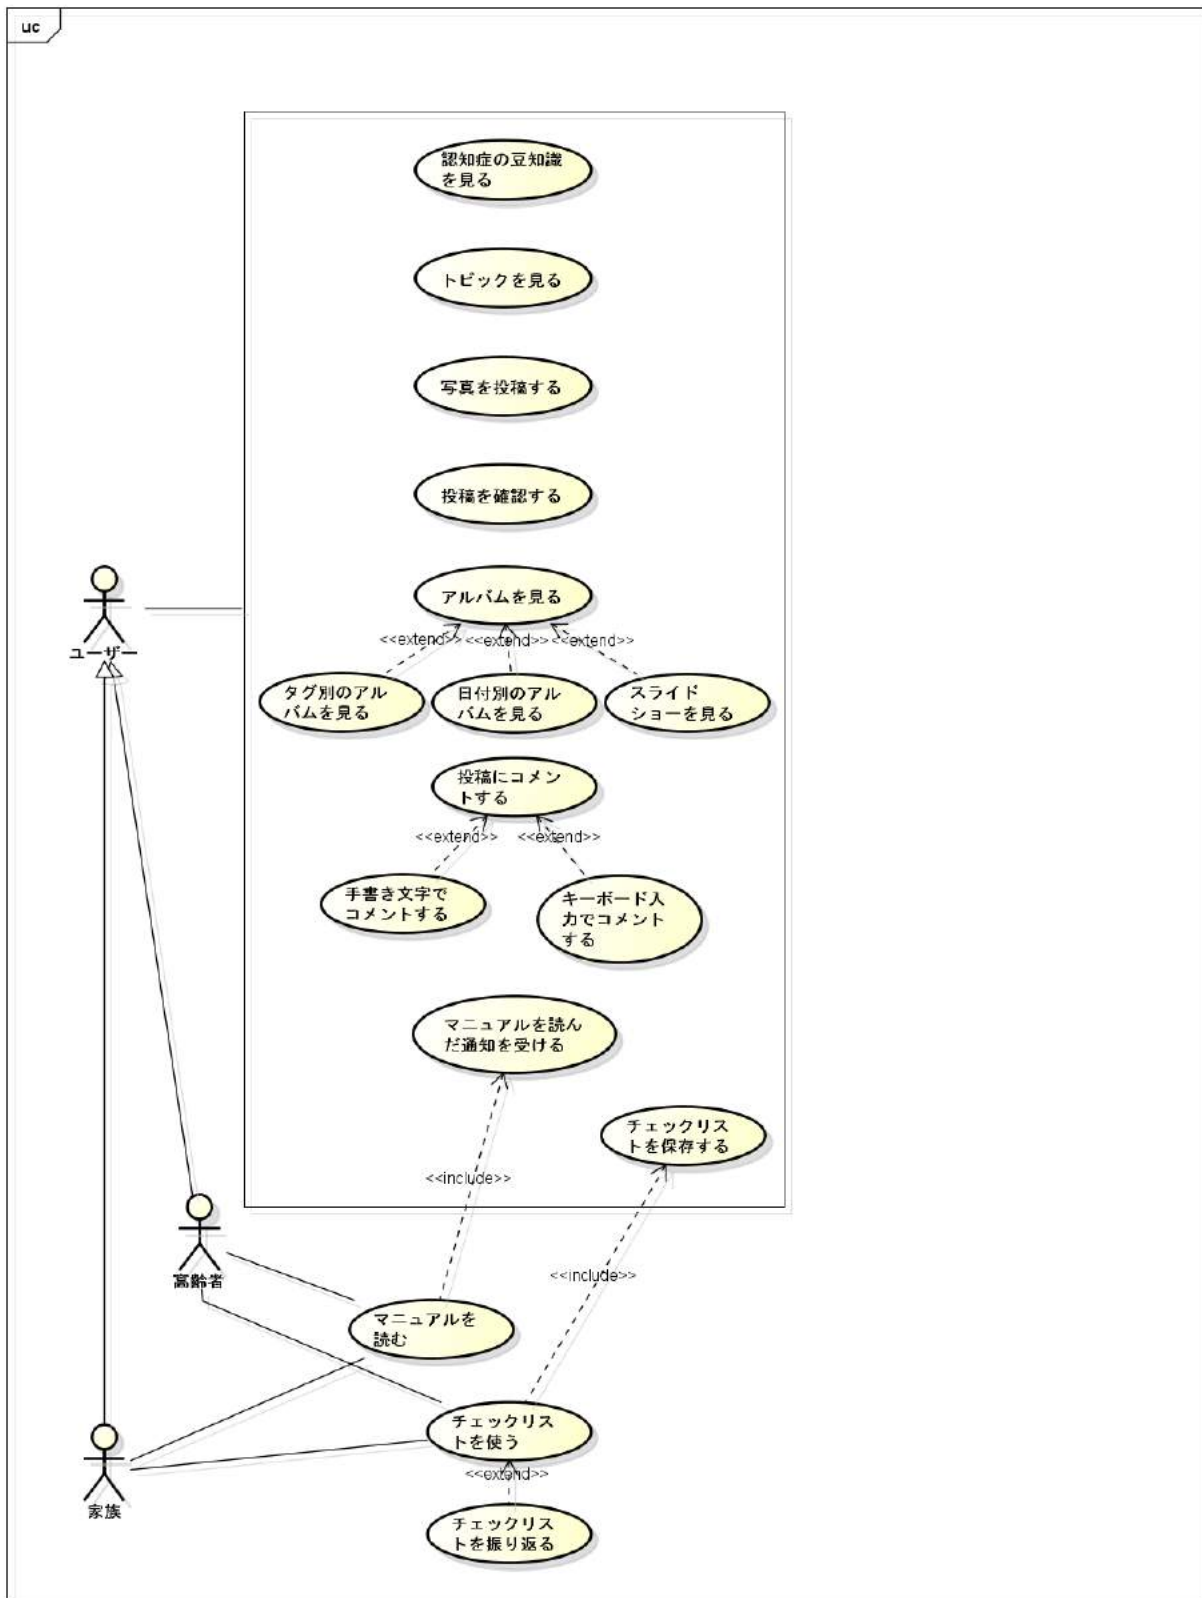 uc
認知症の豆知識
を見る
トピックを見る
写真を投稿する
投稿を確認する
アルバムを見る
<<extend>>
<<extend>>
<<extend>>
ユーザー
タグ別のアル
バムを見る
日付別のアル
バムを見る
スライド
ショーを見る
投稿にコメン
トする
<<extend>>
<<extend>>
手書き文字で
コメントする
キーボード入
力でコメント
する
マニュアルを読ん
だ通知を受ける
チェックリス
トを保存する
<<include>>
<<include>>
高齢者
マニュアルを
読む
チェックリス
トを使う
<<extend>>
家族
チェックリス
トを振り返る